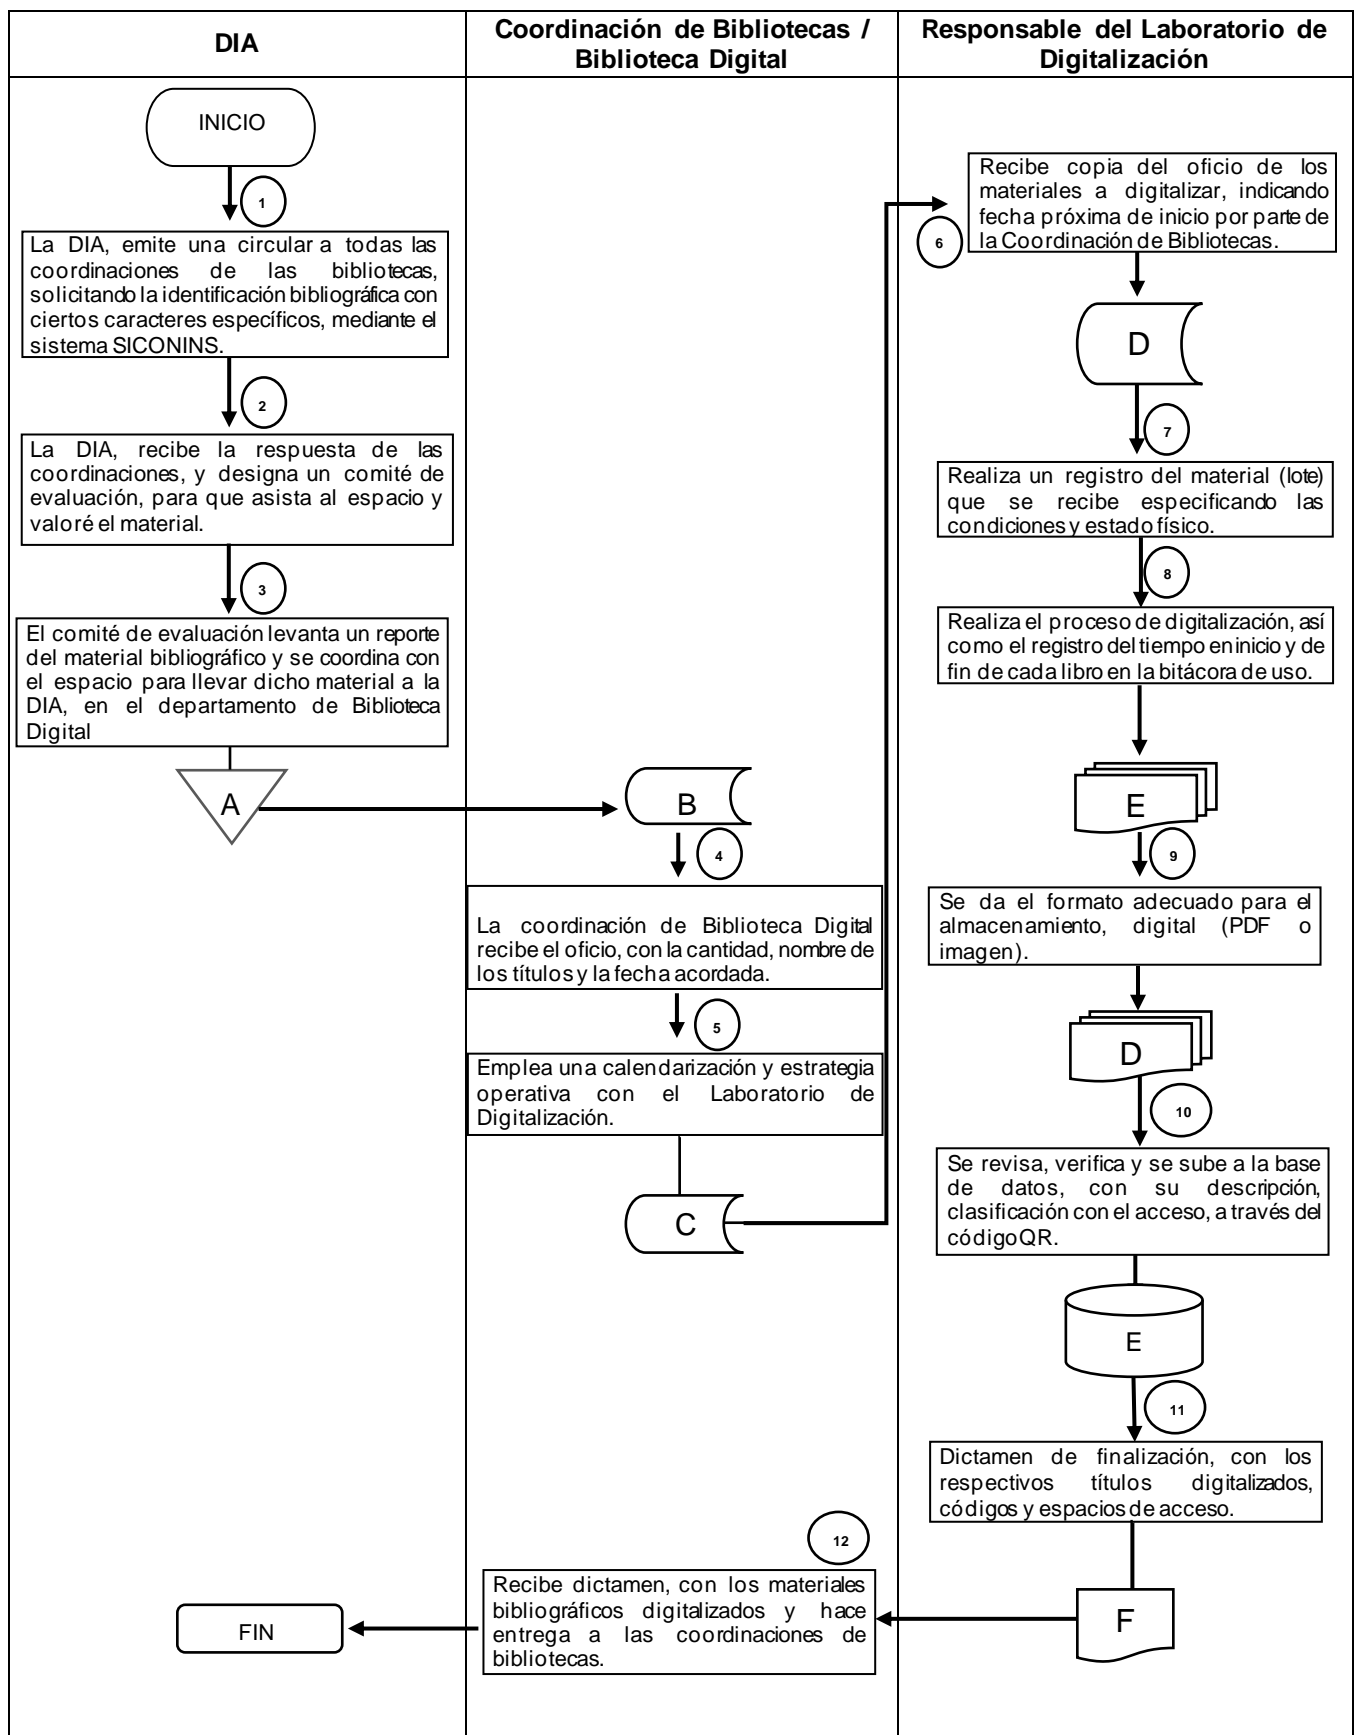 DIA
Coordinación de Bibliotecas /
Biblioteca Digital
Responsable del Laboratorio de
Digitalización
INICIO
1
La DIA, emite una circular a todas las
coordinaciones de las bibliotecas,
solicitando la identificación bibliográfica con
ciertos caracteres específicos, mediante el
sistema SICONINS.
2
La DIA, recibe la respuesta de las
coordinaciones, y designa un comité de
evaluación, para que asista al espacio y
valoré el material.
3
El comité de evaluación levanta un reporte
del material bibliográfico y se coordina con
el espacio para llevar dicho material a la
DIA, en el departamento de Biblioteca
Digital
A
B
4
La coordinación de Biblioteca Digital
recibe el oficio, con la cantidad, nombre de
los títulos y la fecha acordada.
5
Emplea una calendarización y estrategia
operativa con el Laboratorio de
Digitalización.
C
6
Recibe copia del oficio de los
materiales a digitalizar, indicando
fecha próxima de inicio por parte de
la Coordinación de Bibliotecas.
D
7
Realiza un registro del material (lote)
que se recibe especificando las
condiciones y estado físico.
8
Realiza el proceso de digitalización, así
como el registro del tiempo en inicio y de
fin de cada libro en la bitácora de uso.
E
9
Se da el formato adecuado para el
almacenamiento, digital (PDF o
imagen).
D
10
Se revisa, verifica y se sube a la base
de datos, con su descripción,
clasificación con el acceso, a través del
código QR.
E
11
Dictamen de finalización, con los
respectivos títulos digitalizados,
códigos y espacios de acceso.
F
12
Recibe dictamen, con los materiales
bibliográficos digitalizados y hace
entrega a las coordinaciones de
bibliotecas.
FIN